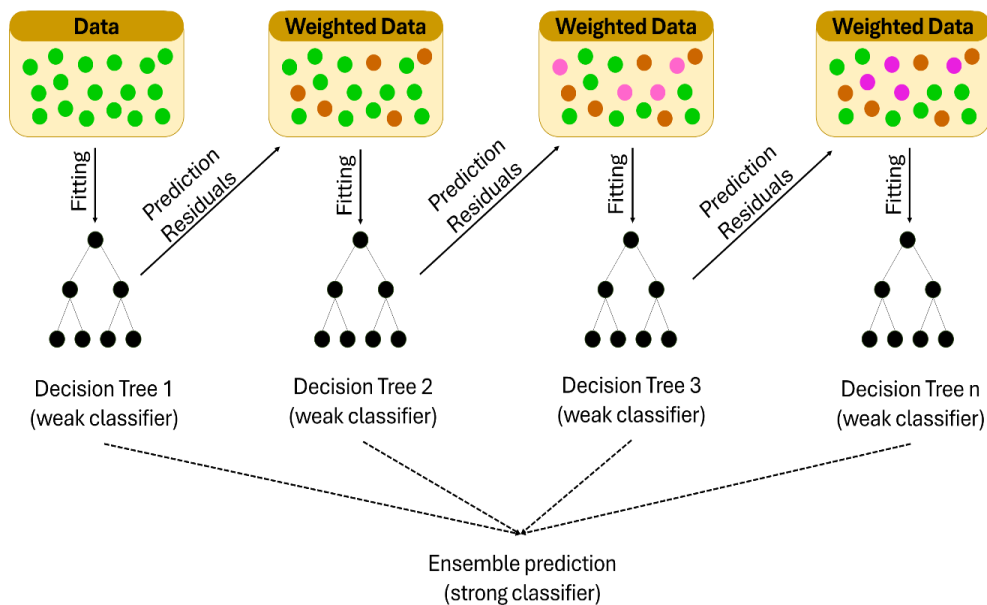 Data
Weighted Data
Weighted Data
Weighted Data
Fitting
Prediction
Residuals
Fitting
Prediction
Residuals
Fitting
Prediction
Residuals
Fitting
Decision Tree 1
(weak classifier)
Decision Tree 2
(weak classifier)
Decision Tree 3
(weak classifier)
Decision Tree n
(weak classifier)
Ensemble prediction
(strong classifier)